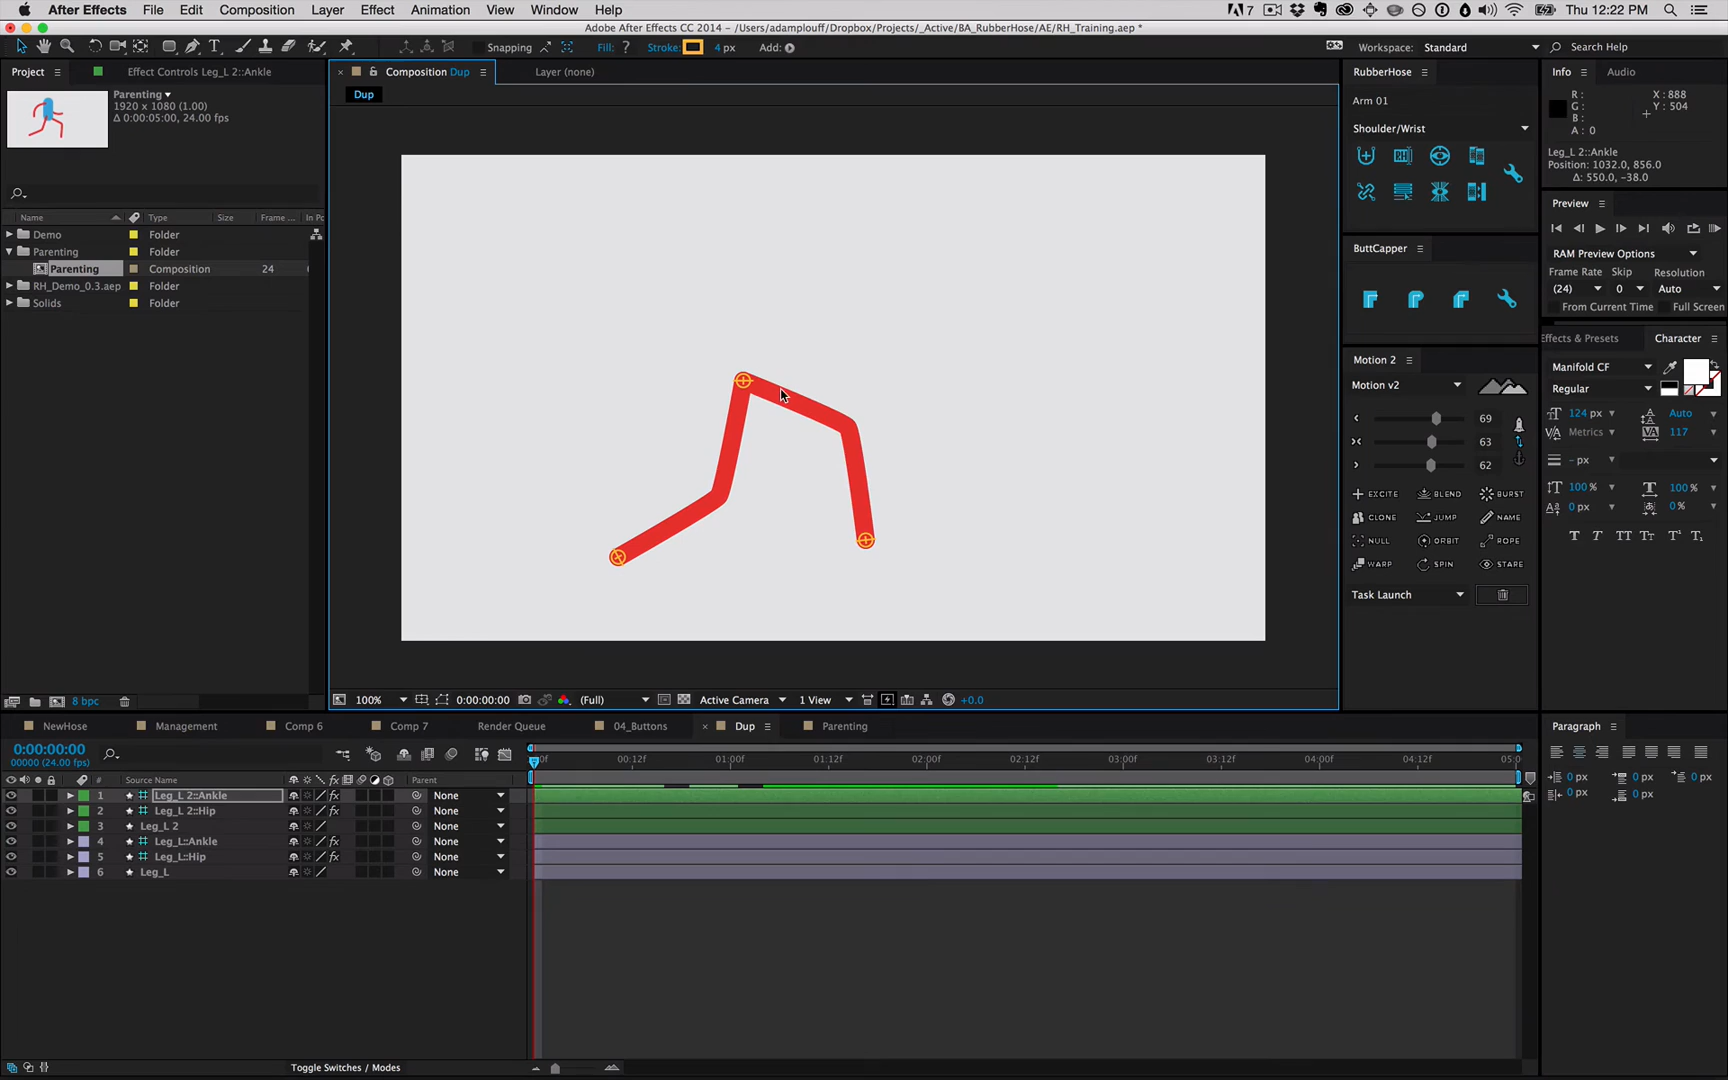 After Effects File Edit Composition Layer Effect Animation View Window Help 7 Thu 12:22 PM
Adobe After Effects CC 2014 - /Users/adamplouff/Dropbox/Projects/_Active/BA_RubberHose/AE/RH_Training.aep *
Snapping Fill: ? Stroke: 4 px Add: Workspace: Standard Search Help
Project Effect Controls Leg_L 2::Ankle
Composition Dup Layer (none)
RubberHose
Info Audio
Parenting
1920 x 1080 (1.00)
Δ 0:00:05:00, 24.00 fps
Dup
Arm 01
Shoulder/Wrist
R:
G:
B:
A: 0
X: 888
Y: 504
Leg_L 2::Ankle
Position: 1032.0, 856.0
Δ: 550.0, -38.0
Name Type Size Frame ... In Po
Demo Folder
Parenting Folder
Parenting Composition 24
RH_Demo_0.3.aep Folder
Solids Folder
Preview
RAM Preview Options
Frame Rate Skip Resolution
(24) 0 Auto
From Current Time Full Screen
ButtCapper
Effects & Presets Character
Manifold CF
Regular
124 px Auto
Metrics 117
- px
100% 100%
0 px 0%
Motion 2
Motion v2
69
63
62
EXCITE BLEND BURST
CLONE JUMP NAME
NULL ORBIT ROPE
WARP SPIN STARE
Task Launch
8 bpc
100% 0:00:00:00 (Full) Active Camera 1 View +0.0
NewHose Management Comp 6 Comp 7 Render Queue 04_Buttons Dup Parenting
Paragraph
0 px 0 px 0 px
0 px 0 px
0:00:00:00
00000 (24.00 fps)
00:12f 01:00f 01:12f 02:00f 02:12f 03:00f 03:12f 04:00f 04:12f 05:0
# Source Name Parent
1 Leg_L 2::Ankle None
2 Leg_L 2::Hip None
3 Leg_L 2 None
4 Leg_L::Ankle None
5 Leg_L::Hip None
6 Leg_L None
Toggle Switches / Modes